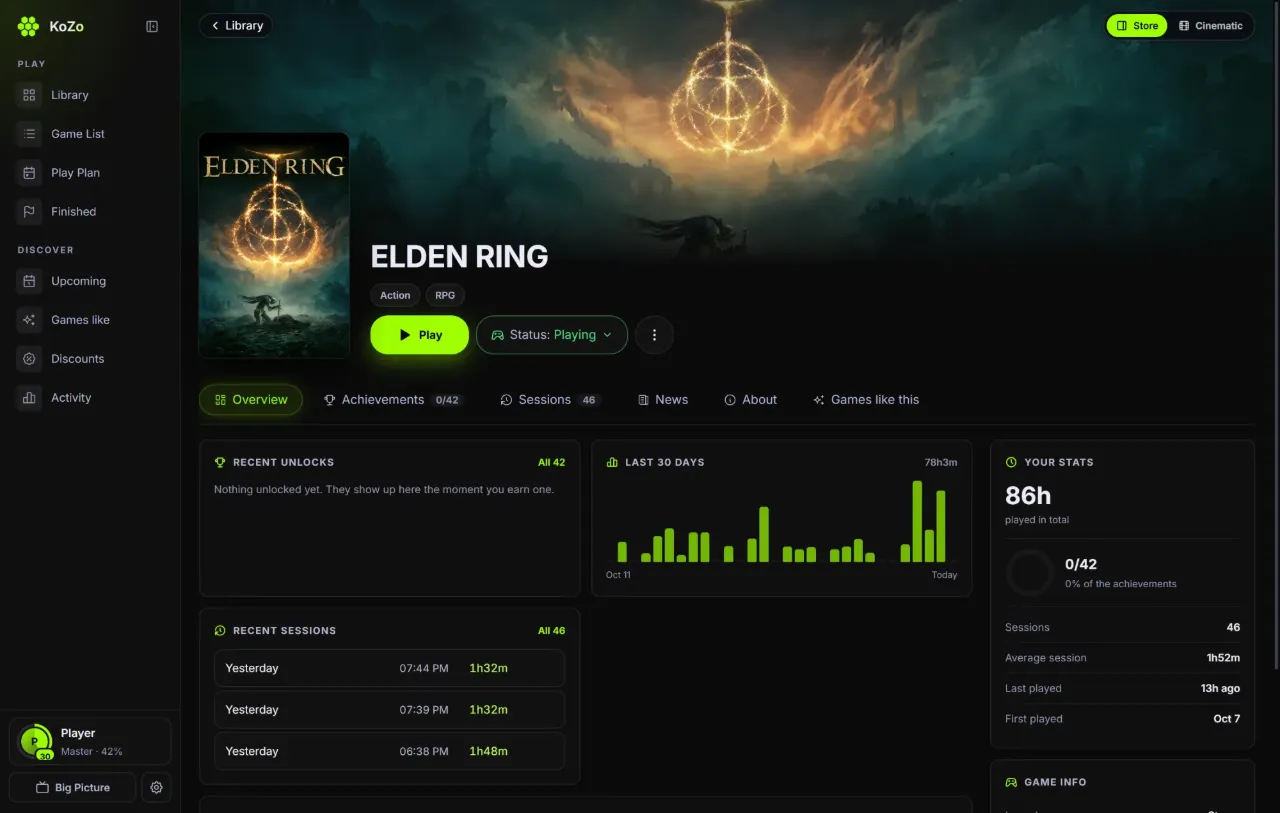 KoZo
Library
Store
Cinematic
PLAY
Library
Game List
Play Plan
Finished
DISCOVER
Upcoming
Games like
Discounts
Activity
ELDEN RING
ELDEN RING
Action
RPG
Play
Status: Playing
Overview
Achievements 0/42
Sessions 46
News
About
Games like this
RECENT UNLOCKS
All 42
Nothing unlocked yet. They show up here the moment you earn one.
LAST 30 DAYS
78h3m
Oct 11
Today
RECENT SESSIONS
All 46
Yesterday 07:44 PM 1h32m
Yesterday 07:39 PM 1h32m
Yesterday 06:38 PM 1h48m
YOUR STATS
86h
played in total
0/42
0% of the achievements
Sessions 46
Average session 1h52m
Last played 13h ago
First played Oct 7
GAME INFO
P
30
Player
Master · 42%
Big Picture